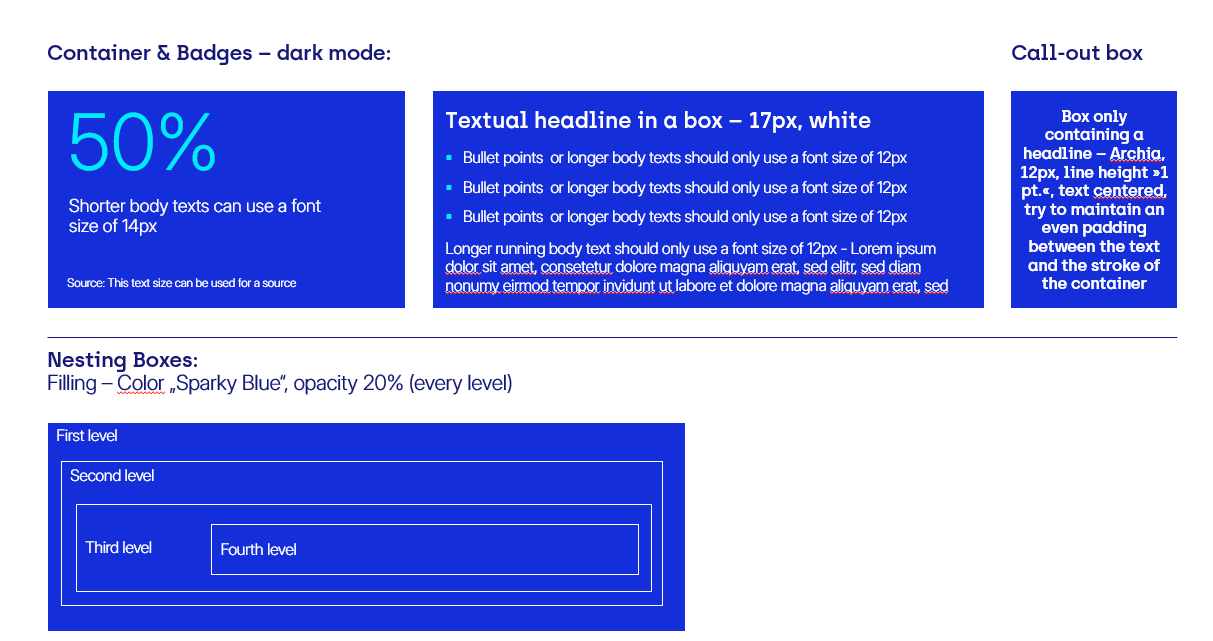 Container & Badges – dark mode:
Call-out box
50%
Shorter body texts can use a font
size of 14px
Source: This text size can be used for a source
Textual headline in a box – 17px, white
▪ Bullet points  or longer body texts should only use a font size of 12px
▪ Bullet points  or longer body texts should only use a font size of 12px
▪ Bullet points  or longer body texts should only use a font size of 12px
Longer running body text should only use a font size of 12px - Lorem ipsum
dolor sit amet, consetetur dolore magna aliquyam erat, sed elitr, sed diam
nonumy eirmod tempor invidunt ut labore et dolore magna aliquyam erat, sed
Box only
containing a
headline – Archia,
12px, line height »1
pt.«, text centered,
try to maintain an
even padding
between the text
and the stroke of
the container
Nesting Boxes:
Filling – Color „Sparky Blue“, opacity 20% (every level)
First level
Second level
Third level
Fourth level